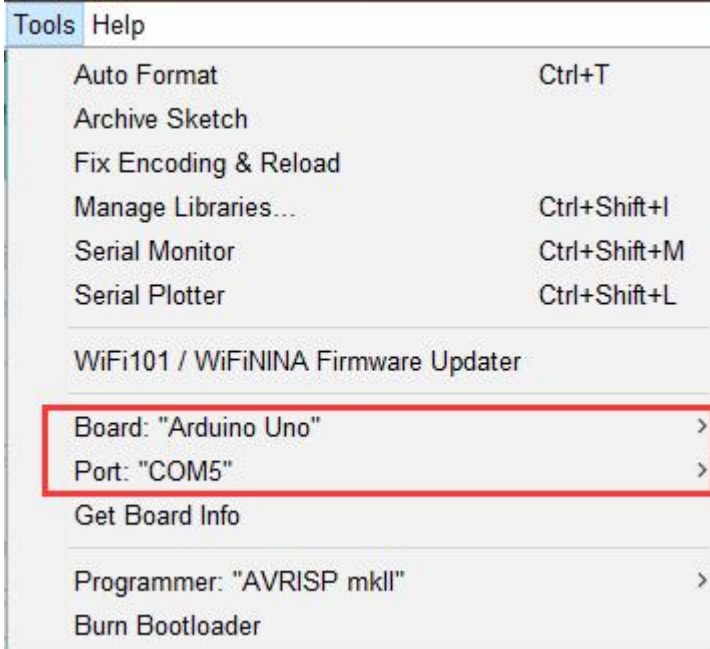 Tools Help
Auto Format Ctrl+T
Archive Sketch
Fix Encoding & Reload
Manage Libraries... Ctrl+Shift+I
Serial Monitor Ctrl+Shift+M
Serial Plotter Ctrl+Shift+L
WiFi101 / WiFiNINA Firmware Updater
Board: "Arduino Uno"
Port: "COM5"
Get Board Info
Programmer: "AVRISP mkII"
Burn Bootloader